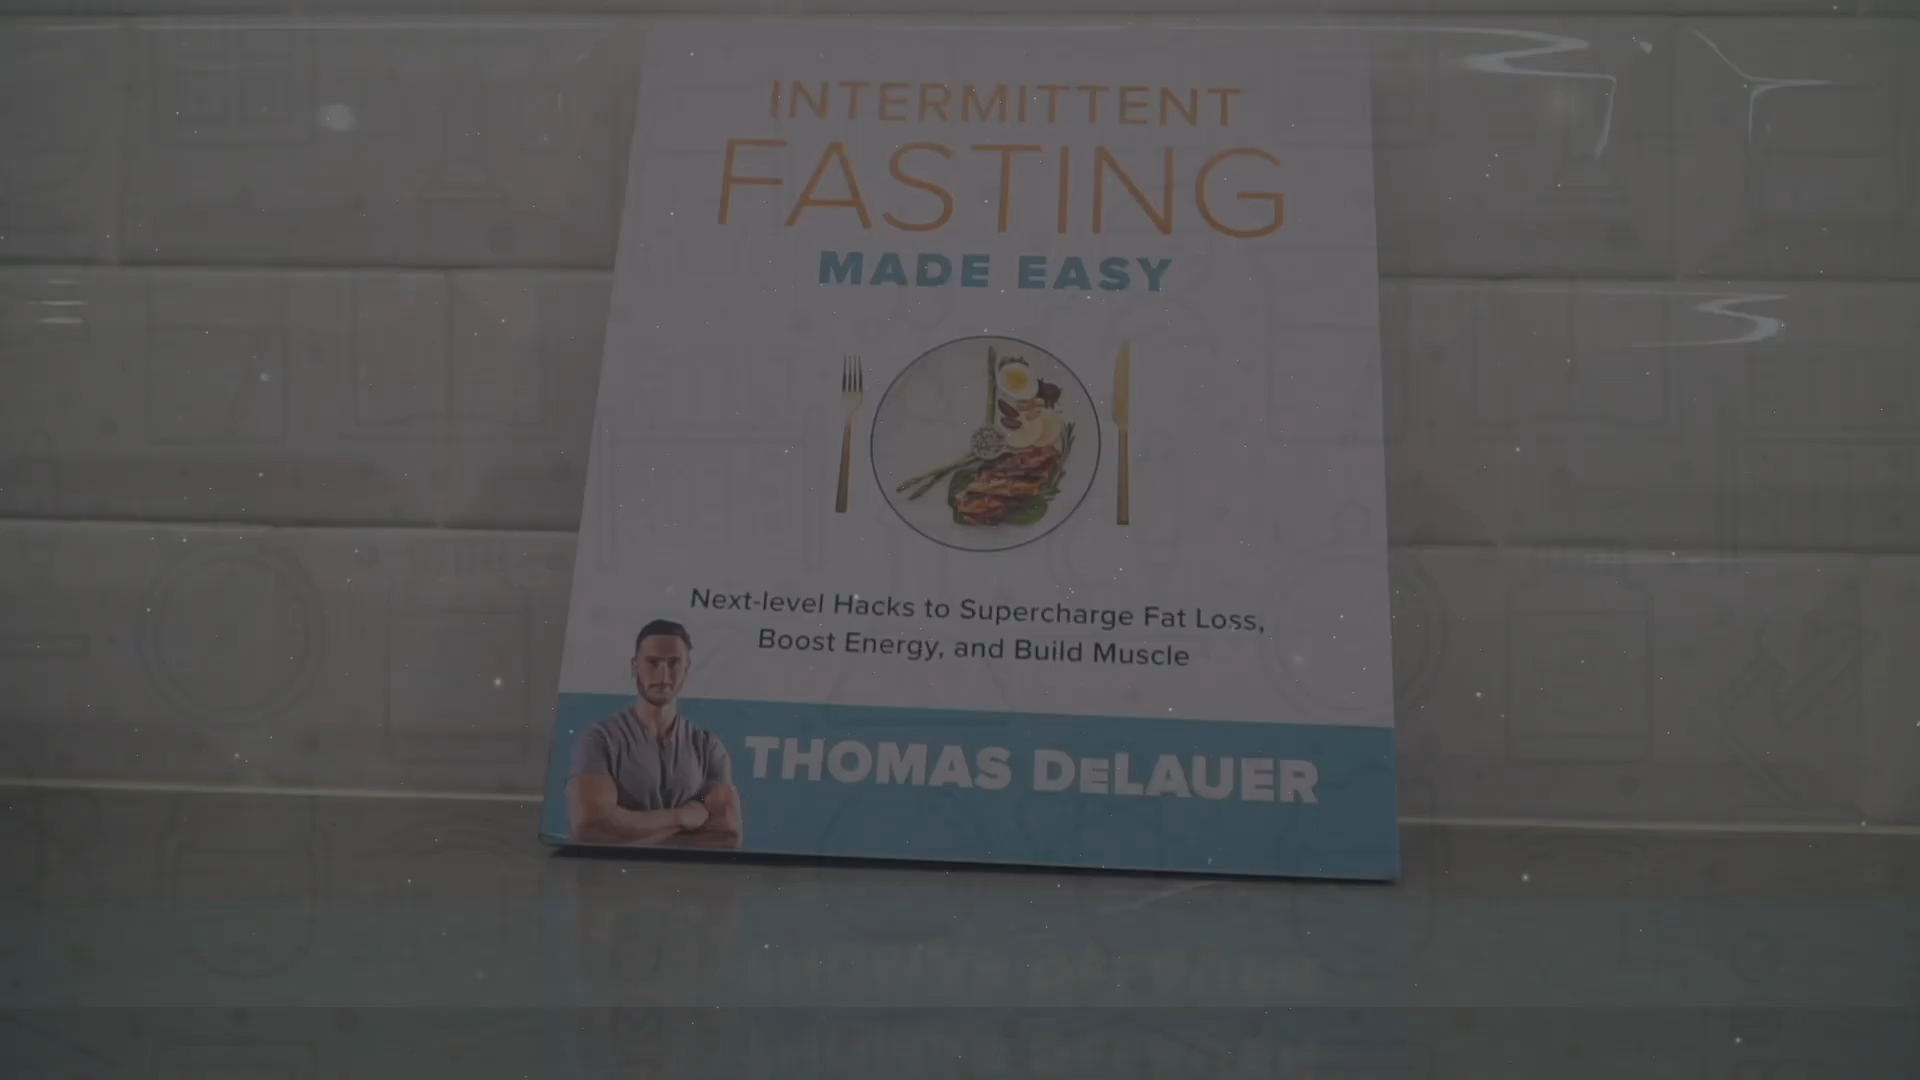 INTERMITTENT
FASTING
MADE EASY
Next-level Hacks to Supercharge Fat Loss,
Boost Energy, and Build Muscle
THOMAS DeLAUER